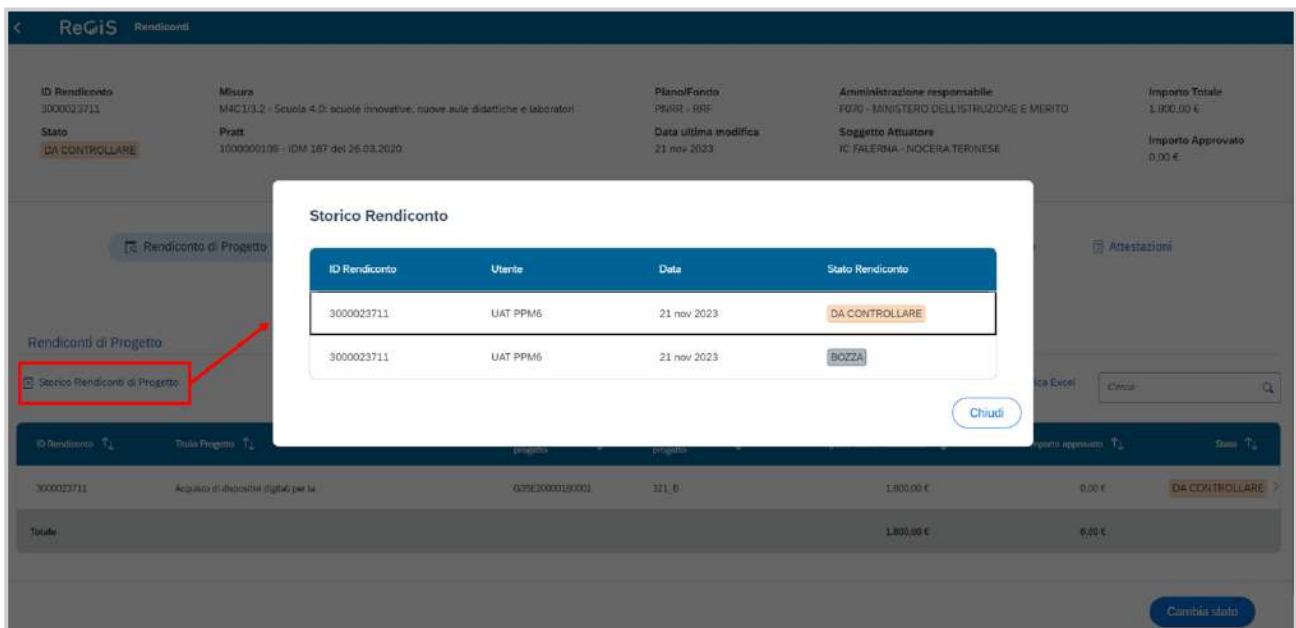 ReGiS Rendiconti
ID Rendiconto Misura Piano/Fondo Amministrazione responsabile Importo Totale
3000023711 M4C1/3.2 - Scuola 4.0: scuole innovative, nuove aule didattiche e laboratori PNRR - RRF F070 - MINISTERO DELL'ISTRUZIONE E MERITO 1.800,00 €
Stato Pratt Data ultima modifica Soggetto Attuatore Importo Approvato
DA CONTROLLARE 1000000109 - IDM 187 del 26.03.2020 21 nov 2023 IC FALERNA - NOCERA TERINESE 0,00 €
Storico Rendiconto
Rendiconto di Progetto Attestazioni
ID Rendiconto Utente Data Stato Rendiconto
3000023711 UAT PPM6 21 nov 2023 DA CONTROLLARE
3000023711 UAT PPM6 21 nov 2023 BOZZA
Chiudi
Rendiconti di Progetto
Storico Rendiconti di Progetto Excel Cerca
ID Rendiconto Titolo Progetto progetto progetto approvato Stato
3000023711 Acquisto di dispositivi digitali per la 321_B 1.800,00 € 0,00 € DA CONTROLLARE
Totale 1.800,00 € 0,00 €
Cambia stato